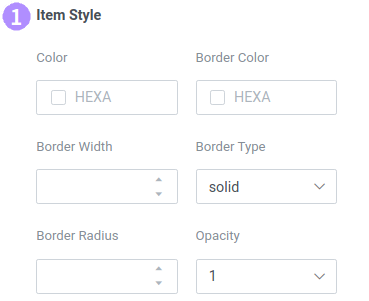 1 Item Style
Color Border Color
HEXA HEXA
Border Width Border Type
solid
Border Radius Opacity
1